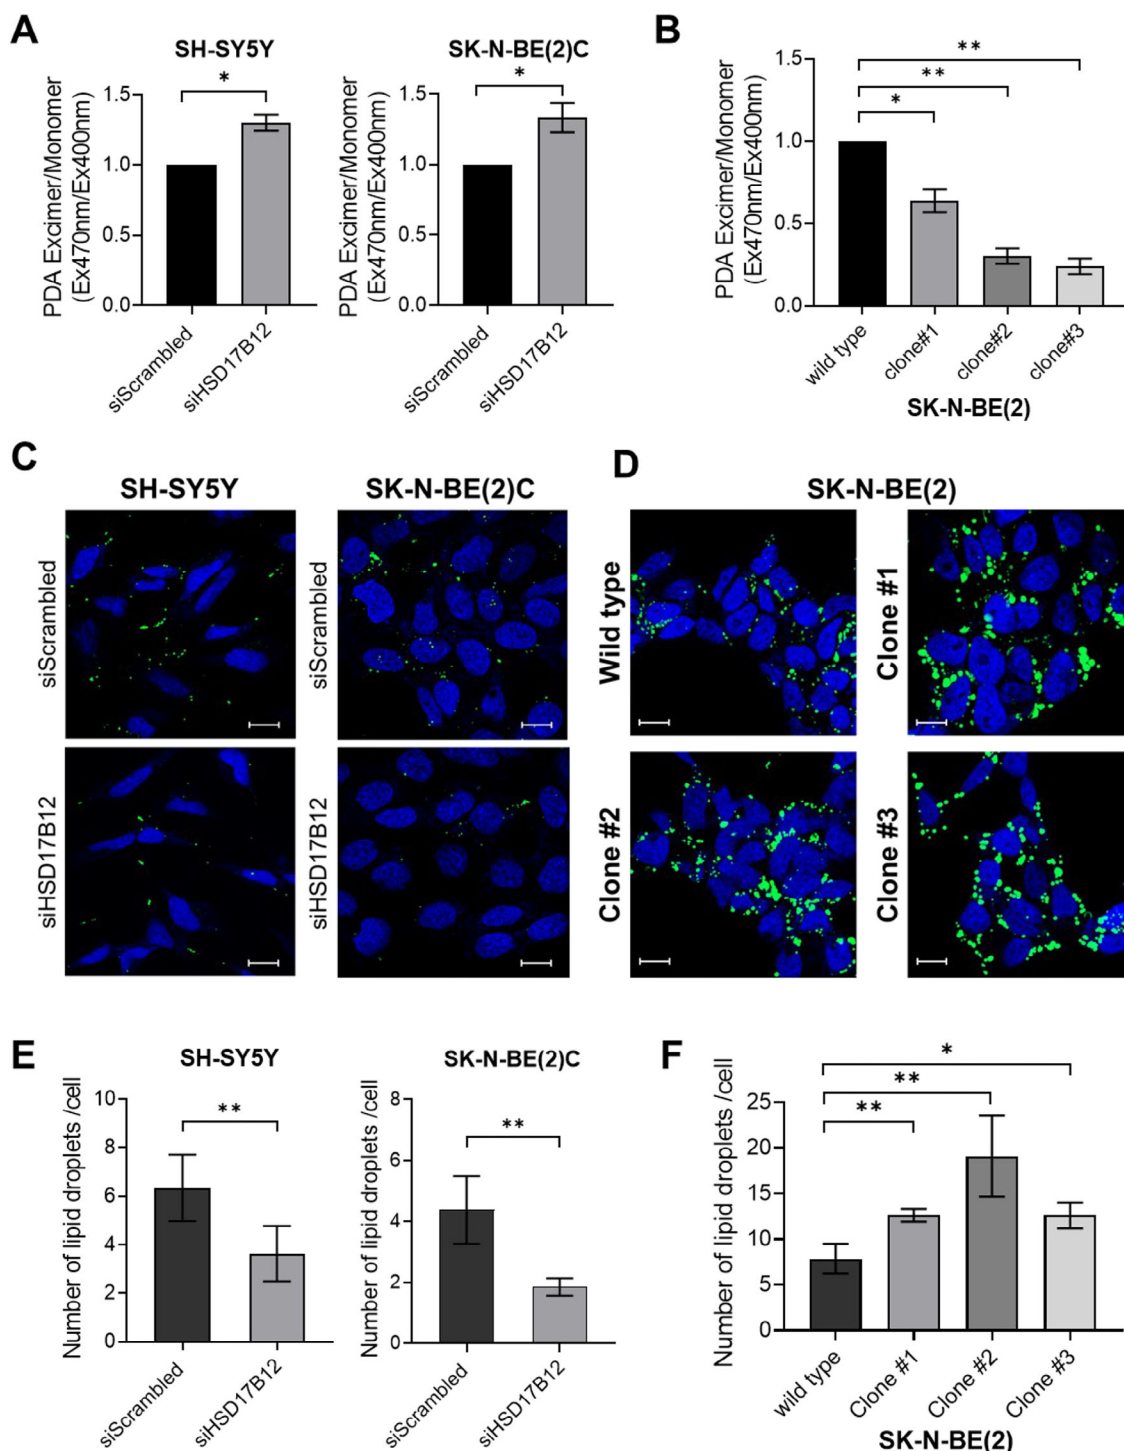 A
SH-SY5Y
SK-N-BE(2)C
PDA Excimer/Monomer
(Ex470nm/Ex400nm)
1.5
1.0
0.5
0.0
*
siScrambled
siHSD17B12
PDA Excimer/Monomer
(Ex470nm/Ex400nm)
1.5
1.0
0.5
0.0
*
siScrambled
siHSD17B12
B
PDA Excimer/Monomer
(Ex470nm/Ex400nm)
1.5
1.0
0.5
0.0
**
**
*
wild type
clone#1
clone#2
clone#3
SK-N-BE(2)
C
SH-SY5Y
SK-N-BE(2)C
siScrambled
siScrambled
siHSD17B12
siHSD17B12
D
SK-N-BE(2)
Wild type
Clone #1
Clone #2
Clone #3
E
SH-SY5Y
SK-N-BE(2)C
Number of lipid droplets /cell
10
8
6
4
2
0
**
siScrambled
siHSD17B12
Number of lipid droplets /cell
8
6
4
2
0
**
siScrambled
siHSD17B12
F
Number of lipid droplets /cell
25
20
15
10
5
0
*
**
**
wild type
Clone #1
Clone #2
Clone #3
SK-N-BE(2)